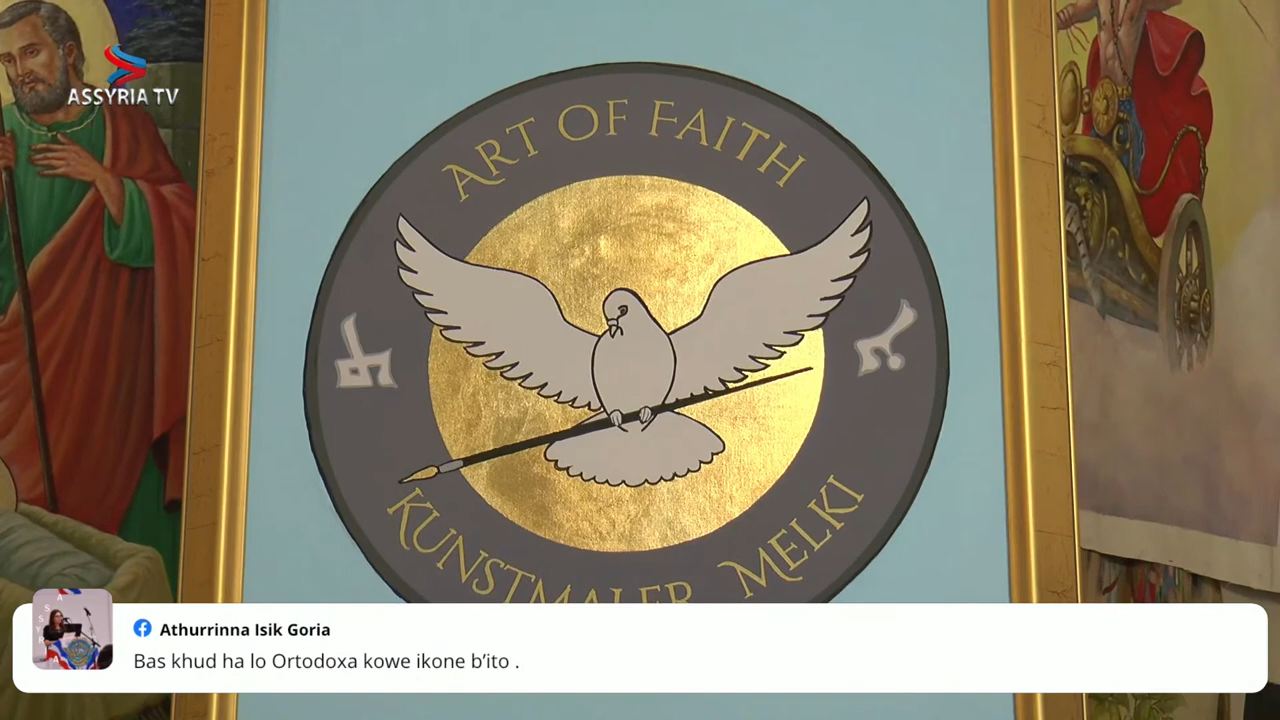 ASSYRIA TV
ART OF FAITH
KUNSTMALER MELKI
Athurrinna Isik Goria
Bas khud ha lo Ortodoxa kowe ikone b’ito .